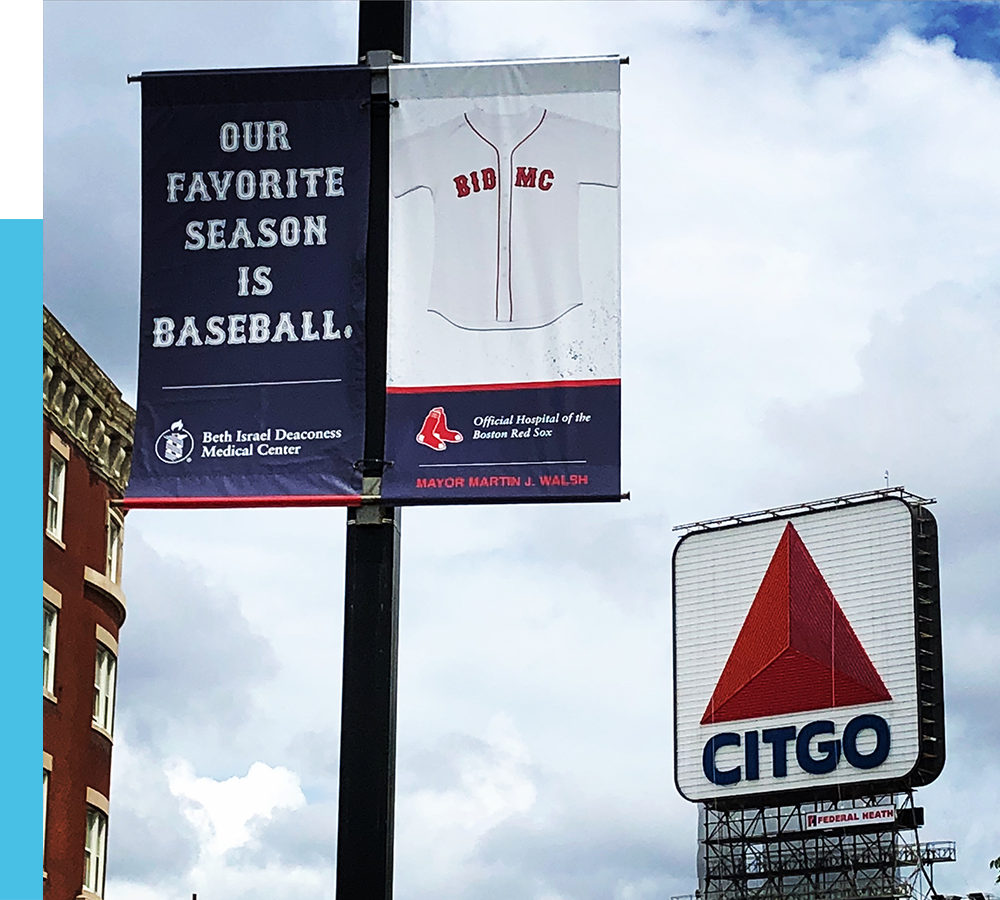 OUR
FAVORITE
SEASON
IS
BASEBALL.
Beth Israel Deaconess
Medical Center
BID MC
Official Hospital of the
Boston Red Sox
MAYOR MARTIN J. WALSH
CITGO
FEDERAL HEATH